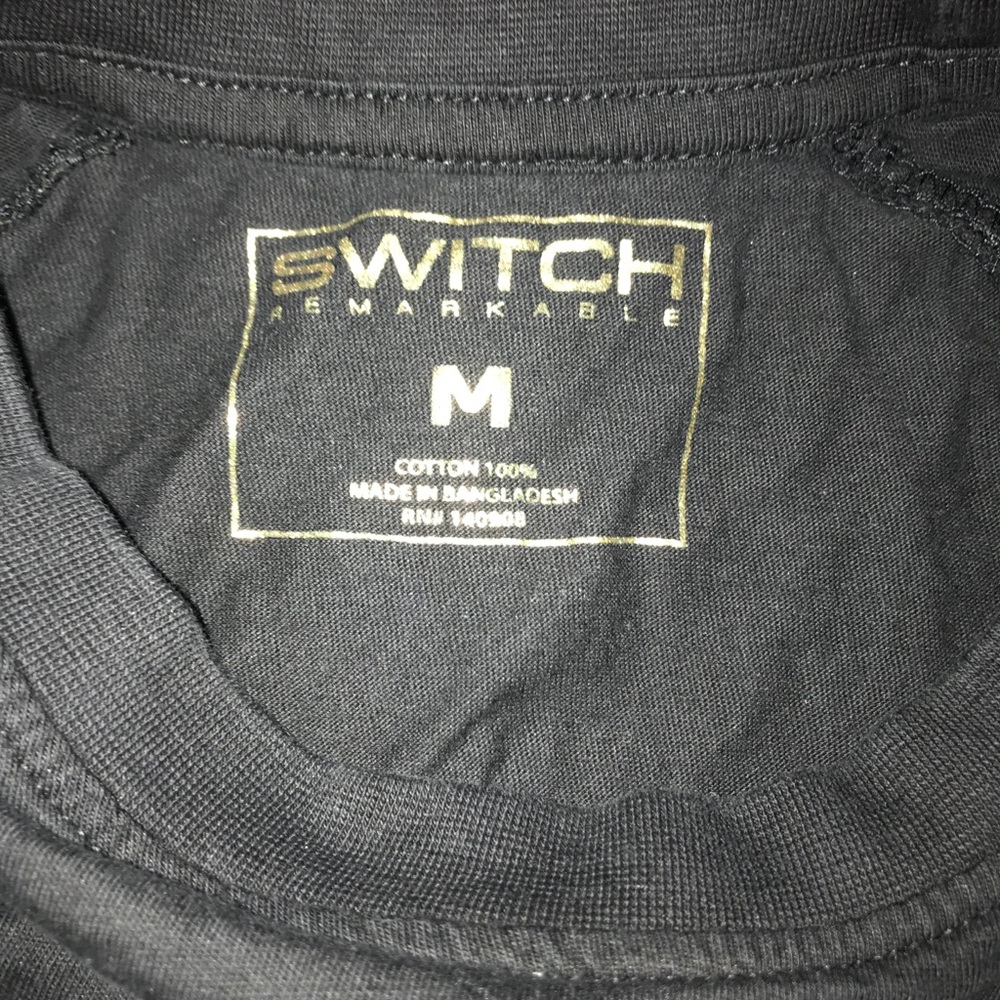 SWITCH
REMARKABLE
M
COTTON 100%
MADE IN BANGLADESH
RN#